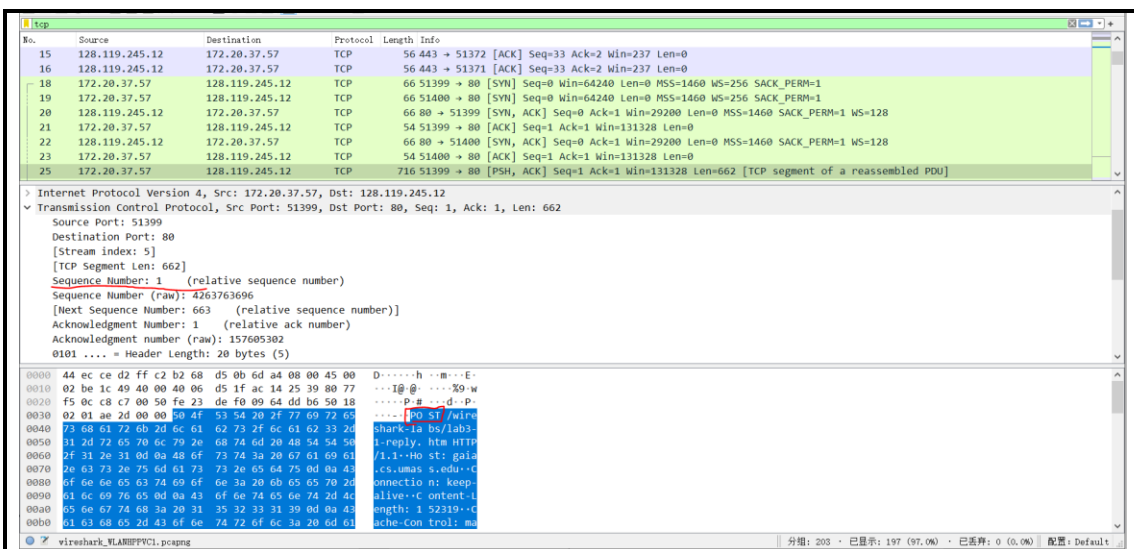 tcp
No. Source Destination Protocol Length Info
15 128.119.245.12 172.20.37.57 TCP 56 443 → 51372 [ACK] Seq=33 Ack=2 Win=237 Len=0
16 128.119.245.12 172.20.37.57 TCP 56 443 → 51371 [ACK] Seq=33 Ack=2 Win=237 Len=0
18 172.20.37.57 128.119.245.12 TCP 66 51399 → 80 [SYN] Seq=0 Win=64240 Len=0 MSS=1460 WS=256 SACK_PERM=1
19 172.20.37.57 128.119.245.12 TCP 66 51400 → 80 [SYN] Seq=0 Win=64240 Len=0 MSS=1460 WS=256 SACK_PERM=1
20 128.119.245.12 172.20.37.57 TCP 66 80 → 51399 [SYN, ACK] Seq=0 Ack=1 Win=29200 Len=0 MSS=1460 SACK_PERM=1 WS=128
21 172.20.37.57 128.119.245.12 TCP 54 51399 → 80 [ACK] Seq=1 Ack=1 Win=131328 Len=0
22 128.119.245.12 172.20.37.57 TCP 66 80 → 51400 [SYN, ACK] Seq=0 Ack=1 Win=29200 Len=0 MSS=1460 SACK_PERM=1 WS=128
23 172.20.37.57 128.119.245.12 TCP 54 51400 → 80 [ACK] Seq=1 Ack=1 Win=131328 Len=0
25 172.20.37.57 128.119.245.12 TCP 716 51399 → 80 [PSH, ACK] Seq=1 Ack=1 Win=131328 Len=662 [TCP segment of a reassembled PDU]
> Internet Protocol Version 4, Src: 172.20.37.57, Dst: 128.119.245.12
Transmission Control Protocol, Src Port: 51399, Dst Port: 80, Seq: 1, Ack: 1, Len: 662
Source Port: 51399
Destination Port: 80
[Stream index: 5]
[TCP Segment Len: 662]
Sequence Number: 1 (relative sequence number)
Sequence Number (raw): 4263763696
[Next Sequence Number: 663 (relative sequence number)]
Acknowledgment Number: 1 (relative ack number)
Acknowledgment number (raw): 157605302
0101 .... = Header Length: 20 bytes (5)
0000 44 ec ce d2 ff c2 b2 68 d5 0b 6d a4 08 00 45 00 D······h ··m···E·
0010 02 be 1c 49 40 00 40 06 d5 1f ac 14 25 39 80 77 ···I@·@· ····%9·w
0020 f5 0c c8 c7 00 50 fe 23 de f0 09 64 dd b6 50 18 ·····P·# ···d··P·
0030 02 01 ae 2d 00 00 50 4f 53 54 20 2f 77 69 72 65 ···-··PO ST /wire
0040 73 68 61 72 6b 2d 6c 61 62 73 2f 6c 61 62 33 2d shark-la bs/lab3-
0050 31 2d 72 65 70 6c 79 2e 68 74 6d 20 48 54 54 50 1-reply. htm HTTP
0060 2f 31 2e 31 0d 0a 48 6f 73 74 3a 20 67 61 69 61 /1.1··Ho st: gaia
0070 2e 63 73 2e 75 6d 61 73 73 2e 65 64 75 0d 0a 43 .cs.umas s.edu··C
0080 6f 6e 6e 65 63 74 69 6f 6e 3a 20 6b 65 65 70 2d onnectio n: keep-
0090 61 6c 69 76 65 0d 0a 43 6f 6e 74 65 6e 74 2d 4c alive··C ontent-L
00a0 65 6e 67 74 68 3a 20 31 35 32 33 31 39 0d 0a 43 ength: 1 52319··C
00b0 61 63 68 65 2d 43 6f 6e 74 72 6f 6c 3a 20 6d 61 ache-Con trol: ma
wireshark_WLANHPPVC1.pcapng 分组: 203 · 已显示: 197 (97.0%) · 已丢弃: 0 (0.0%) 配置: Default